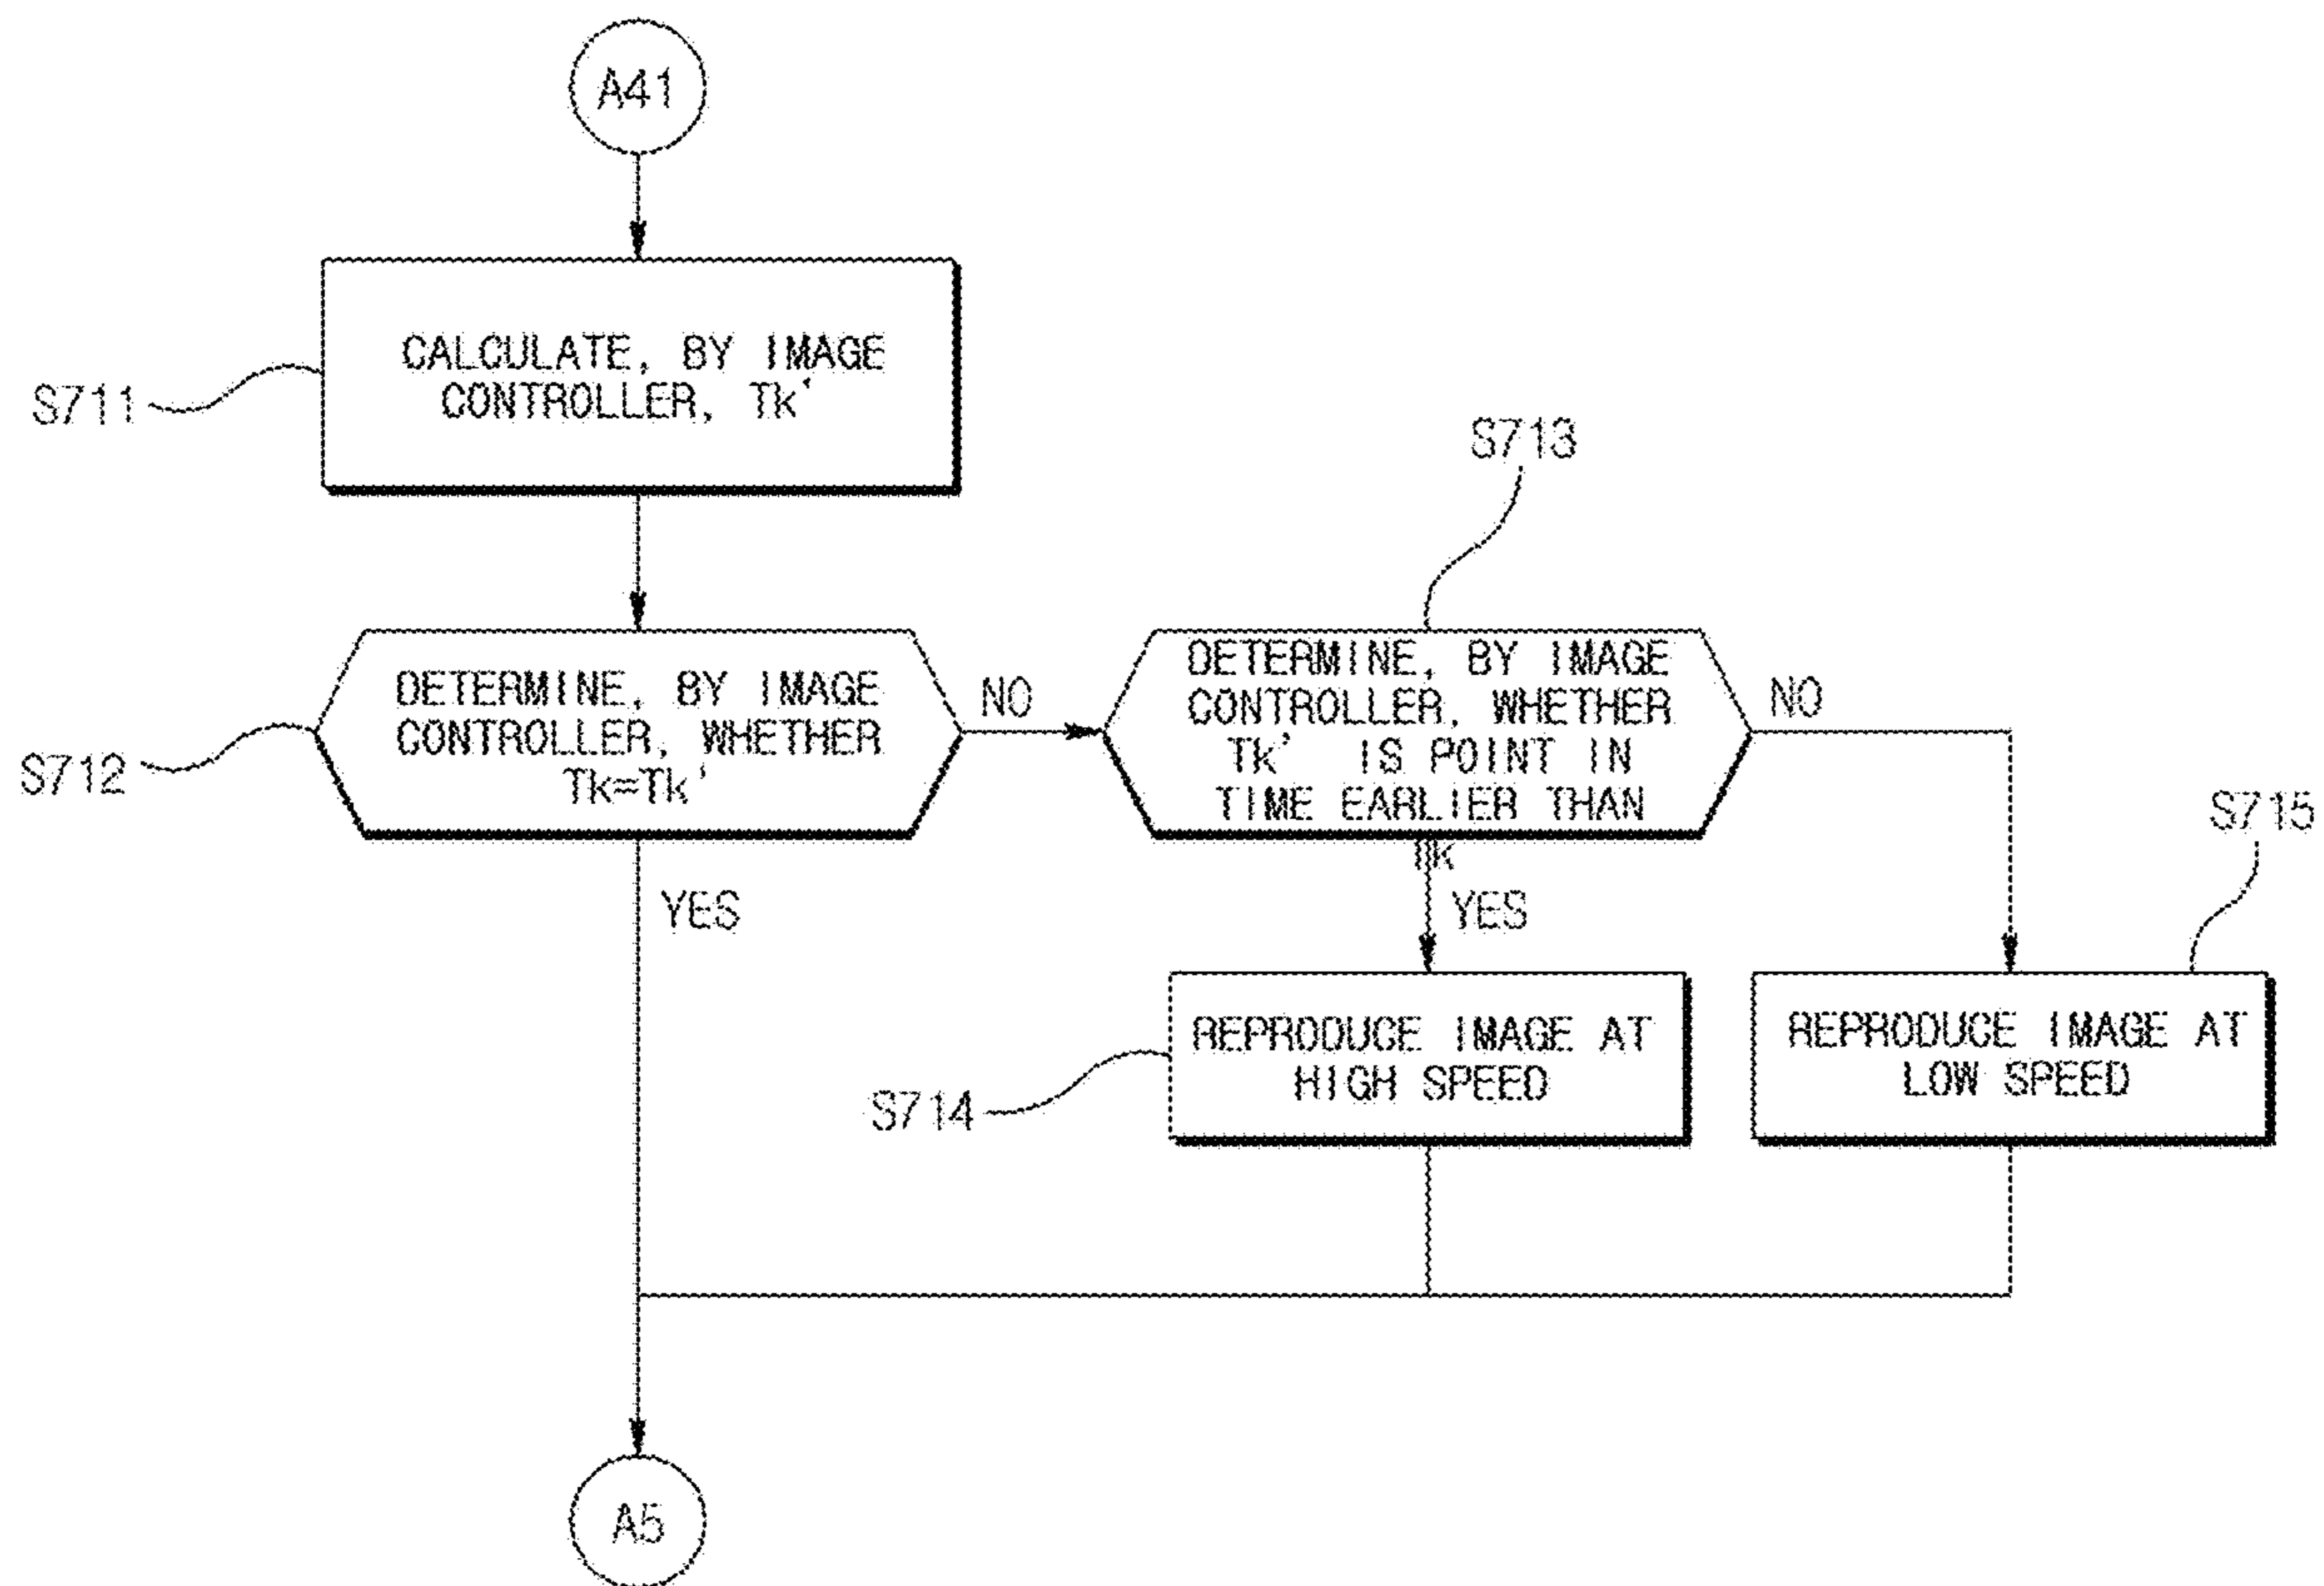 A41
CALCULATE, BY IMAGE
CONTROLLER, Tk'
S711
S713
DETERMINE, BY IMAGE
CONTROLLER, WHETHER
Tk=Tk'
S712
NO
DETERMINE, BY IMAGE
CONTROLLER, WHETHER
Tk' IS POINT IN
TIME EARLIER THAN
Tk
NO
S715
YES
YES
REPRODUCE IMAGE AT
HIGH SPEED
S714
REPRODUCE IMAGE AT
LOW SPEED
A5